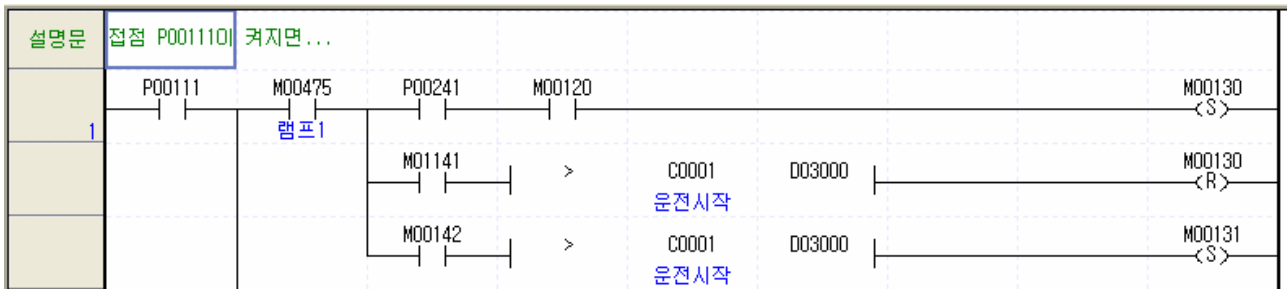 설명문 접점 P001110이 켜지면...
P00111 M00475 P00241 M00120 M00130
S
1 램프1
M01141 > C0001 D03000 M00130
R
운전시작
M00142 > C0001 D03000 M00131
S
운전시작